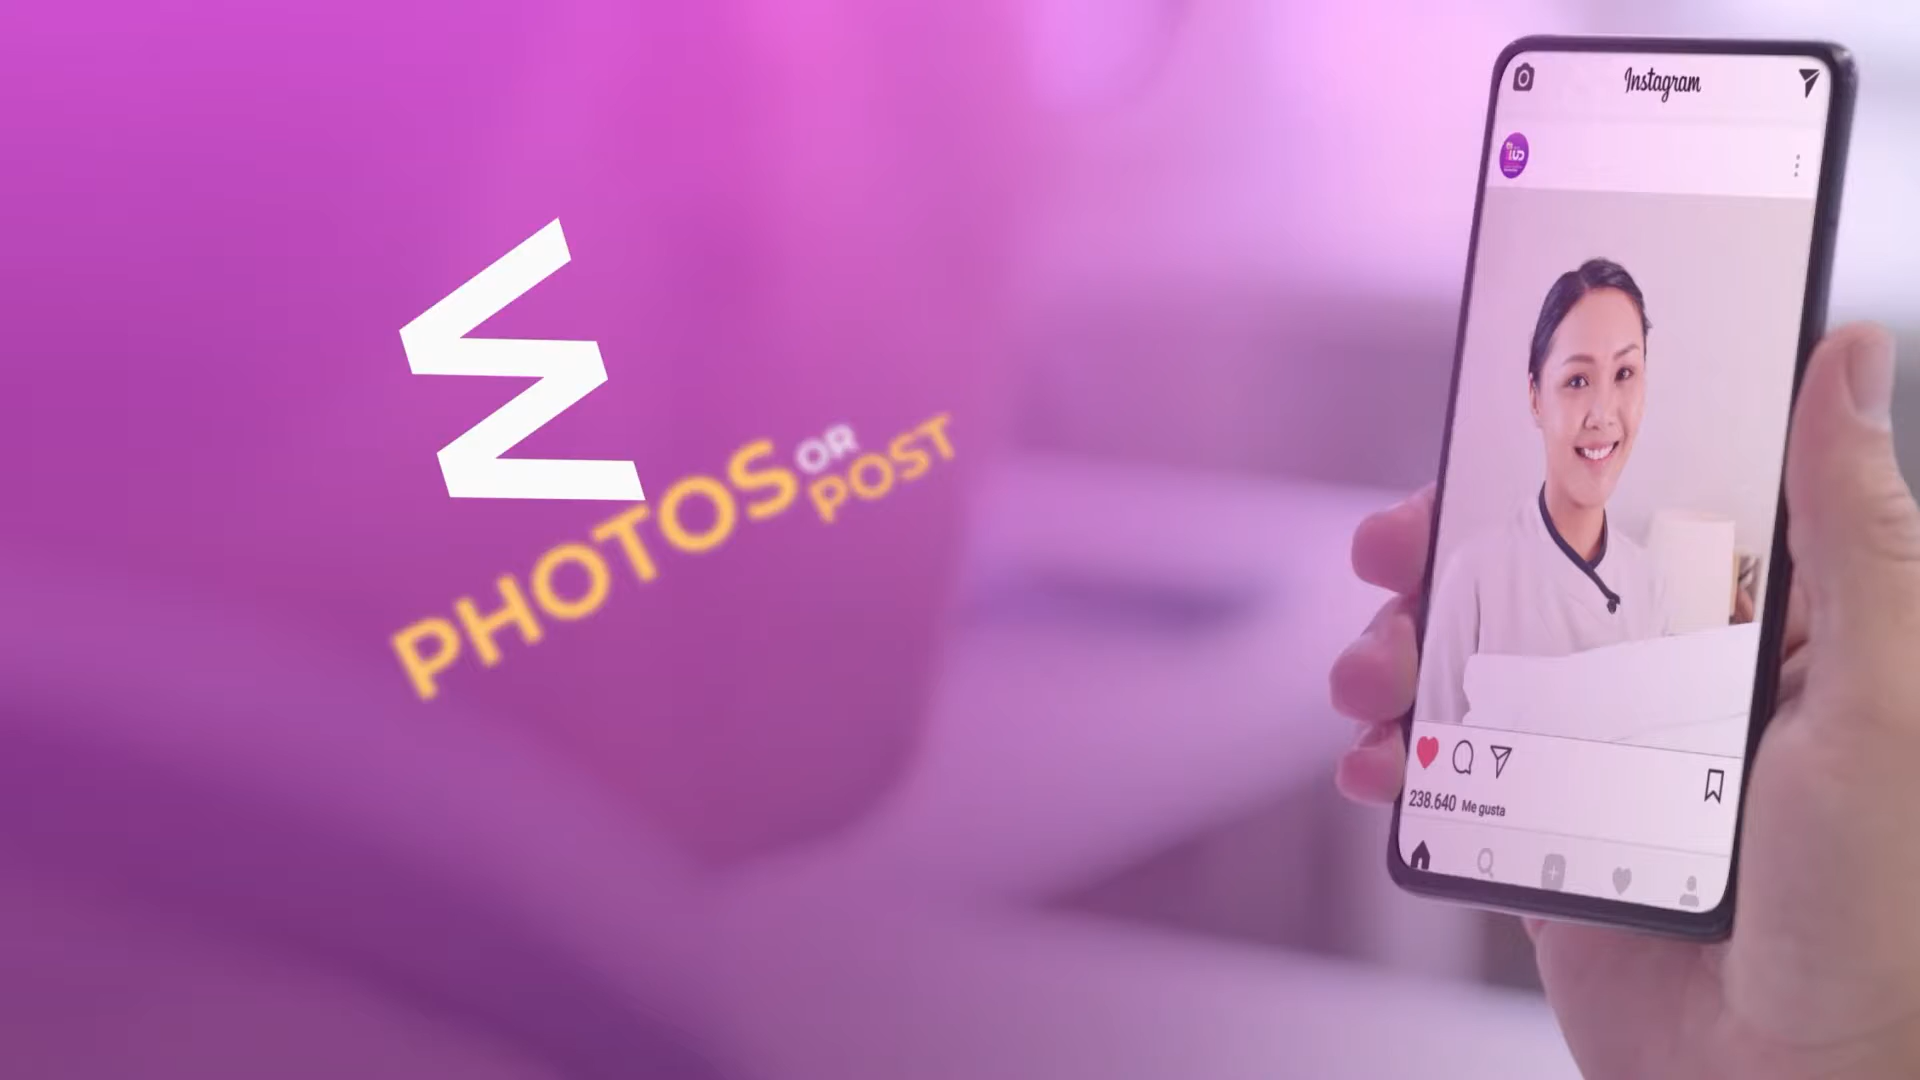 W
PHOTOS OR
POST
Instagram
238.640 Me gusta